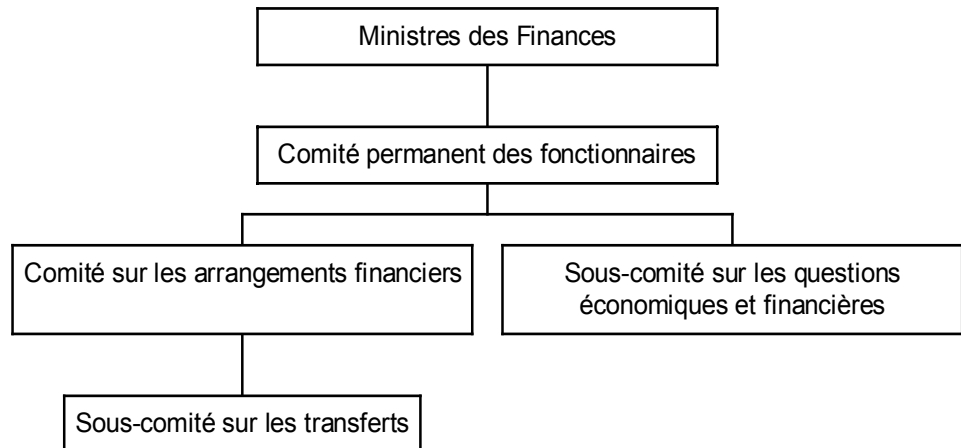 Ministres des Finances
Comité permanent des fonctionnaires
Comité sur les arrangements financiers
Sous-comité sur les questions
économiques et financières
Sous-comité sur les transferts